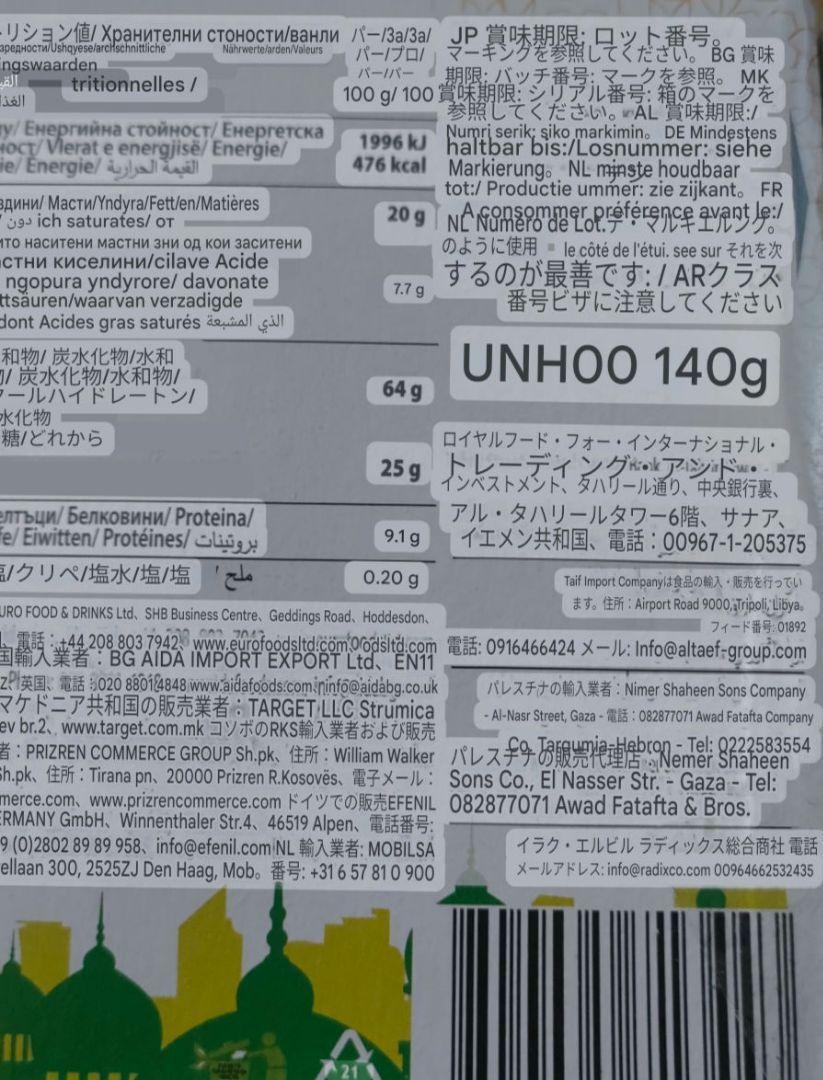 トリション値/ Хранителни стоности/ванли
Nährwerte/arden/Valeurs
パー/За/За/
パー/プロ/
パー/パー
ingswaarden
tritionnelles /
100 g/ 100
Енергийна стойност/ Енергетска
Vlerat e energjisë/ Energie/
ie/ Energie/ القيمة الحرارية
1996 kJ
476 kcal
Масти/Yndyra/Fett/en/Matières
دون ich saturates/ от
ито наситени мастни зни од кои заситени
стни киселини/cilave Acide
ngopura yndyrore/ davonate
ttsäuren/waarvan verzadigde
dont Acides gras saturés الذي المشبعة
20 g
7.7 g
和物/ 炭水化物/水和
物/ 炭水化物/水和物/
ールハイドレートン/
水化物
糖/どれから
64 g
25 g
Белковини/ Proteina/
fe/ Eiwitten/ Protéines/ بروتينات
9.1 g
塩/クリペ/塩水/塩/塩 ملح
0.20 g
URO FOOD & DRINKS Ltd、SHB Business Centre、Geddings Road、Hoddesdon、
電話：+44 208 803 7942、www.eurofoodsltd.com
国輸入業者：BG AIDA IMPORT EXPORT Ltd、EN11
英国、電話：020 88014848 www.aidafoods.com info@aidabg.co.uk
マケドニア共和国の販売業者：TARGET LLC Strumica
ev br.2、www.target.com.mk コソボのRKS輸入業者および販売
者：PRIZREN COMMERCE GROUP Sh.pk、住所：William Walker
Sh.pk、住所：Tirana pn、20000 Prizren R.Kosovës、電子メール：
merce.com、www.prizrencommerce.com ドイツでの販売EFENIL
ERMANY GmbH、Winnenthaler Str.4、46519 Alpen、電話番号:
9 (0)2802 89 89 958、info@efenil.com NL 輸入業者: MOBILSA
rellaan 300, 2525ZJ Den Haag, Mob。番号: +31 6 57 81 0 900
JP 賞味期限: ロット番号。
マーキングを参照してください。 BG 賞味
期限: バッチ番号: マークを参照。 MK
賞味期限: シリアル番号: 箱のマークを
参照してください。 AL 賞味期限:/
Numri serik: siko markimin。 DE Mindestens
haltbar bis:/Losnummer: siehe
Markierung。 NL minste houdbaar
tot:/ Productie ummer: zie zijkant。 FR
A consommer préférence avant le:/
NL Numéro de Lot.テ・マルキエルング。
のように使用 le côté de l'étui. see sur それを次
するのが最善です: / ARクラス
番号ビザに注意してください
UNHOO 140g
ロイヤルフード・フォー・インターナショナル・
トレーディング・アンド・
インベストメント、タハリール通り、中央銀行裏、
アル・タハリールタワー6階、サナア、
イエメン共和国、電話：00967-1-205375
Taif Import Companyは食品の輸入・販売を行ってい
ます。住所：Airport Road 9000, Tripoli, Libya。
フィード番号: 01892
電話: 0916466424 メール: Info@altaef-group.com
パレスチナの輸入業者：Nimer Shaheen Sons Company
- Al-Nasr Street, Gaza - 電話：082877071 Awad Fatafta Company
Co. Tarqumia-Hebron - Tel: 0222583554
パレスチナの販売代理店：Nemer Shaheen
Sons Co., El Nasser Str. - Gaza - Tel:
082877071 Awad Fatafta & Bros.
イラク・エルビル ラディックス総合商社 電話
メールアドレス: info@radixco.com 00964662532435
21